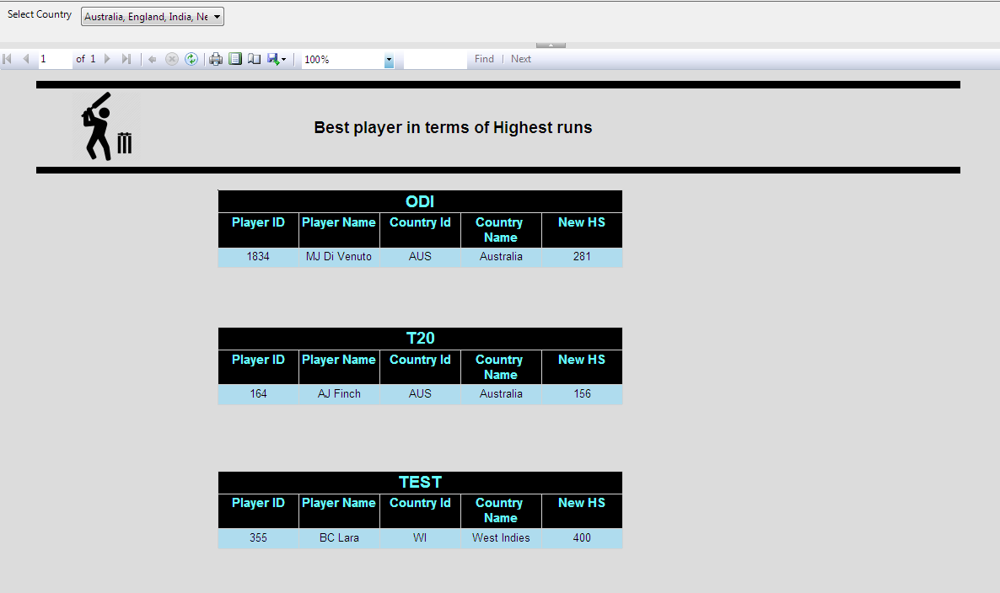 Select Country Australia, England, India, Ne
1 of 1 100% Find | Next
Best player in terms of Highest runs
ODI
Player ID Player Name Country Id Country Name New HS
1834 MJ Di Venuto AUS Australia 281
T20
Player ID Player Name Country Id Country Name New HS
164 AJ Finch AUS Australia 156
TEST
Player ID Player Name Country Id Country Name New HS
355 BC Lara WI West Indies 400